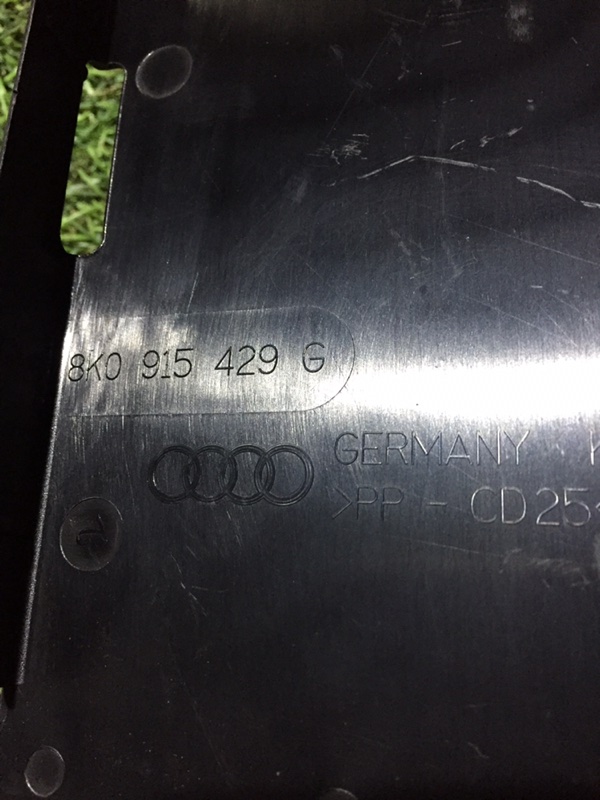 8K0 915 429 G
GERMANY
>PP - CD25<